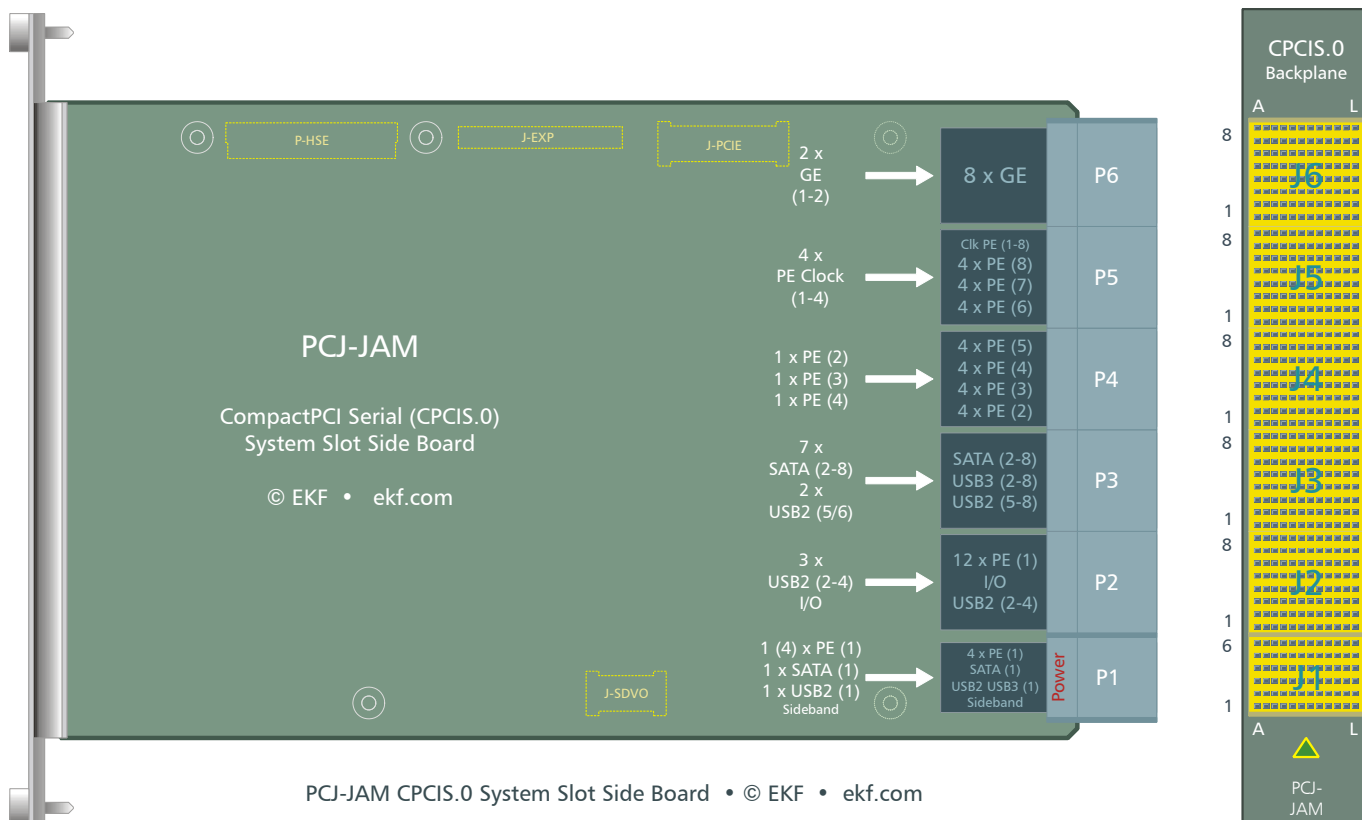 P-HSE
J-EXP
J-PCIE
2 x
GE
(1-2)
8 x GE
P6
4 x
PE Clock
(1-4)
Clk PE (1-8)
4 x PE (8)
4 x PE (7)
4 x PE (6)
P5
PCJ-JAM
CompactPCI Serial (CPCIS.0)
System Slot Side Board
© EKF • ekf.com
1 x PE (2)
1 x PE (3)
1 x PE (4)
4 x PE (5)
4 x PE (4)
4 x PE (3)
4 x PE (2)
P4
7 x
SATA (2-8)
2 x
USB2 (5/6)
SATA (2-8)
USB3 (2-8)
USB2 (5-8)
P3
3 x
USB2 (2-4)
I/O
12 x PE (1)
I/O
USB2 (2-4)
P2
J-SDVO
1 (4) x PE (1)
1 x SATA (1)
1 x USB2 (1)
Sideband
4 x PE (1)
SATA (1)
USB2 USB3 (1)
Sideband
Power
P1
PCJ-JAM CPCIS.0 System Slot Side Board • © EKF • ekf.com
CPCIS.0
Backplane
A L
8
J6
1
8
J5
1
8
J4
1
8
J3
1
8
J2
1
6
J1
1
A L
PCJ-
JAM